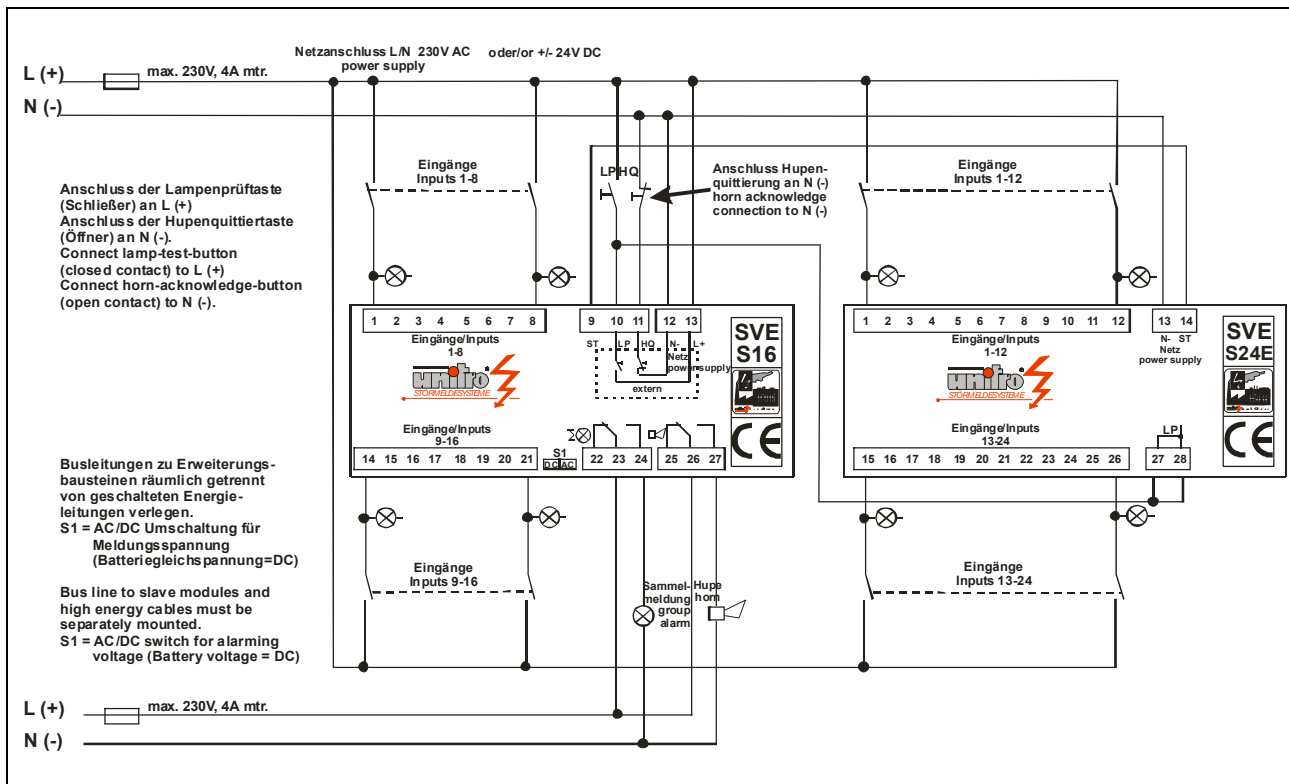 Netzanschluss L/N 230V AC oder/or +/- 24V DC
power supply
L (+)
max. 230V, 4A mtr.
N (-)
Anschluss der Lampenprüftaste
(Schließer) an L (+)
Anschluss der Hupenquittiertaste
(Öffner) an N (-).
Connect lamp-test-button
(closed contact) to L (+)
Connect horn-acknowledge-button
(open contact) to N (-).
Eingänge
Inputs 1-8
LP HQ
Anschluss Hupen-
quittierung an N (-)
horn acknowledge
connection to N (-)
Eingänge
Inputs 1-12
1 2 3 4 5 6 7 8
9 10 11 12 13
Eingänge/Inputs
1-8
ST LP HQ N- L+
Netz
power supply
extern
SVE
S16
unitro
STÖRMELDESYSTEME
CE
Eingänge/Inputs
9-16
14 15 16 17 18 19 20 21
S1
DC AC
22 23 24
25 26 27
1 2 3 4 5 6 7 8 9 10 11 12
13 14
Eingänge/Inputs
1-12
N- ST
Netz
power supply
SVE
S24E
unitro
STÖRMELDESYSTEME
CE
Eingänge/Inputs
13-24
LP
15 16 17 18 19 20 21 22 23 24 25 26
27 28
Busleitungen zu Erweiterungs-
bausteinen räumlich getrennt
von geschalteten Energie-
leitungen verlegen.
S1 = AC/DC Umschaltung für
Meldungsspannung
(Batteriegleichspannung=DC)
Bus line to slave modules and
high energy cables must be
separately mounted.
S1 = AC/DC switch for alarming
voltage (Battery voltage = DC)
Eingänge
Inputs 9-16
Sammel-
meldung
group
alarm
Hupe
horn
Eingänge
Inputs 13-24
L (+)
max. 230V, 4A mtr.
N (-)